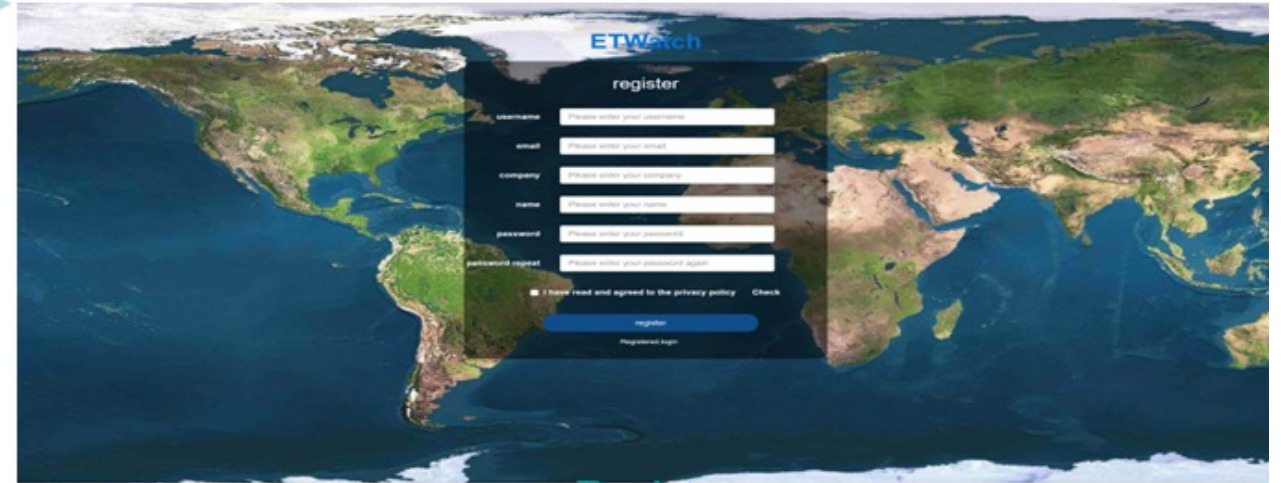 ETWatch
register
username Please enter your username
email Please enter your email
company Please enter your company
name Please enter your name
password Please enter your password
password repeat Please enter your password again
I have read and agreed to the privacy policy Check
register
Registered,login